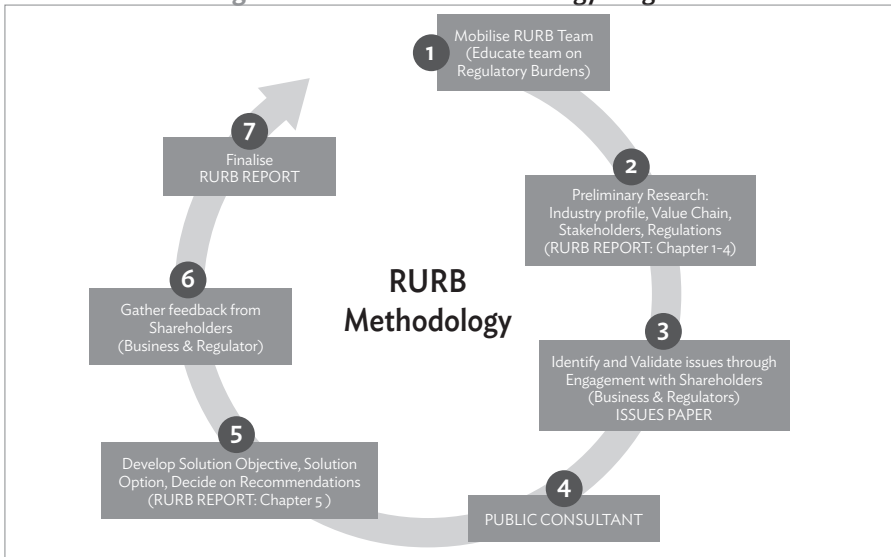 1
Mobilise RURB Team
(Educate team on
Regulatory Burdens)
2
Preliminary Research:
Industry profile, Value Chain,
Stakeholders, Regulations
(RURB REPORT: Chapter 1-4)
3
Identify and Validate issues through
Engagement with Shareholders
(Business & Regulators)
ISSUES PAPER
4
PUBLIC CONSULTANT
5
Develop Solution Objective, Solution
Option, Decide on Recommendations
(RURB REPORT: Chapter 5 )
6
Gather feedback from
Shareholders
(Business & Regulator)
7
Finalise
RURB REPORT
RURB
Methodology